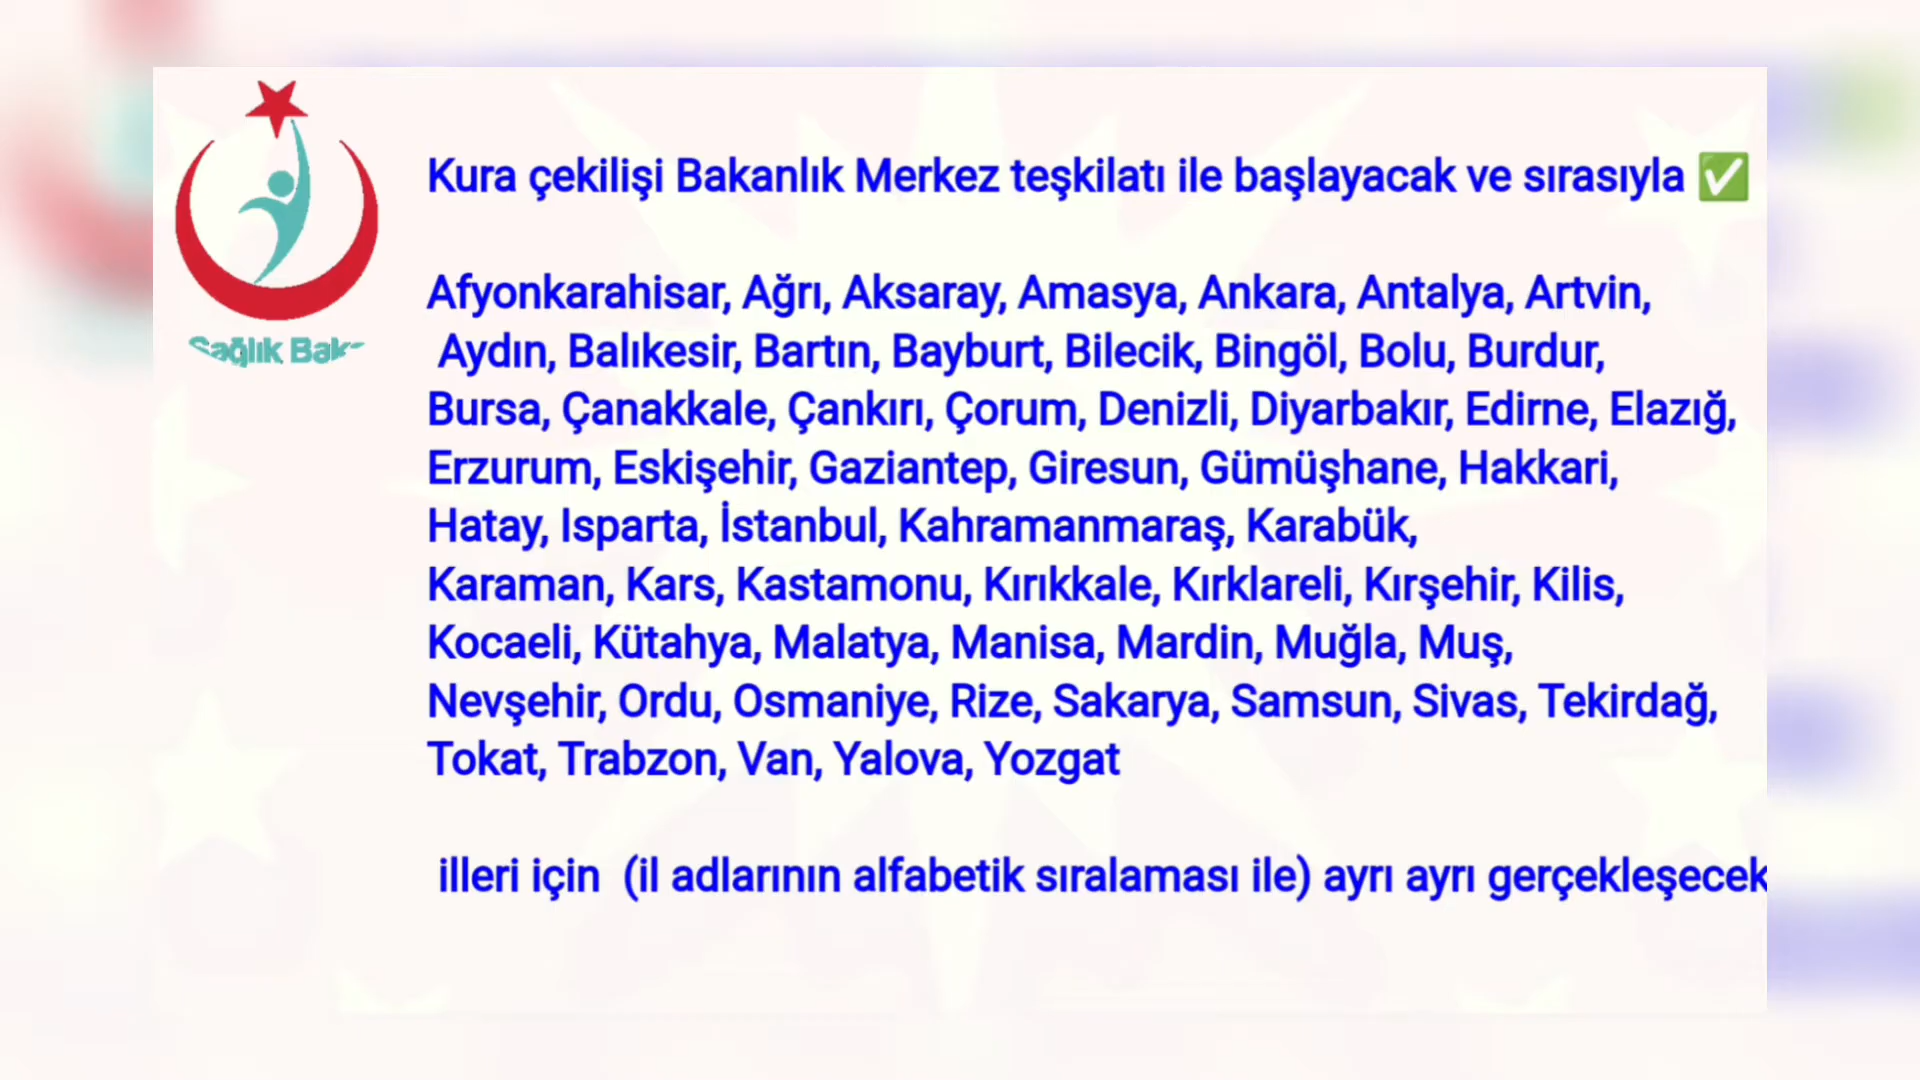 Kura çekilişi Bakanlık Merkez teşkilatı ile başlayacak ve sırasıyla ✅
Afyonkarahisar, Ağrı, Aksaray, Amasya, Ankara, Antalya, Artvin,
Aydın, Balıkesir, Bartın, Bayburt, Bilecik, Bingöl, Bolu, Burdur,
Bursa, Çanakkale, Çankırı, Çorum, Denizli, Diyarbakır, Edirne, Elazığ,
Erzurum, Eskişehir, Gaziantep, Giresun, Gümüşhane, Hakkari,
Hatay, Isparta, İstanbul, Kahramanmaraş, Karabük,
Karaman, Kars, Kastamonu, Kırıkkale, Kırklareli, Kırşehir, Kilis,
Kocaeli, Kütahya, Malatya, Manisa, Mardin, Muğla, Muş,
Nevşehir, Ordu, Osmaniye, Rize, Sakarya, Samsun, Sivas, Tekirdağ,
Tokat, Trabzon, Van, Yalova, Yozgat
illeri için (il adlarının alfabetik sıralaması ile) ayrı ayrı gerçekleşecek
Sağlık